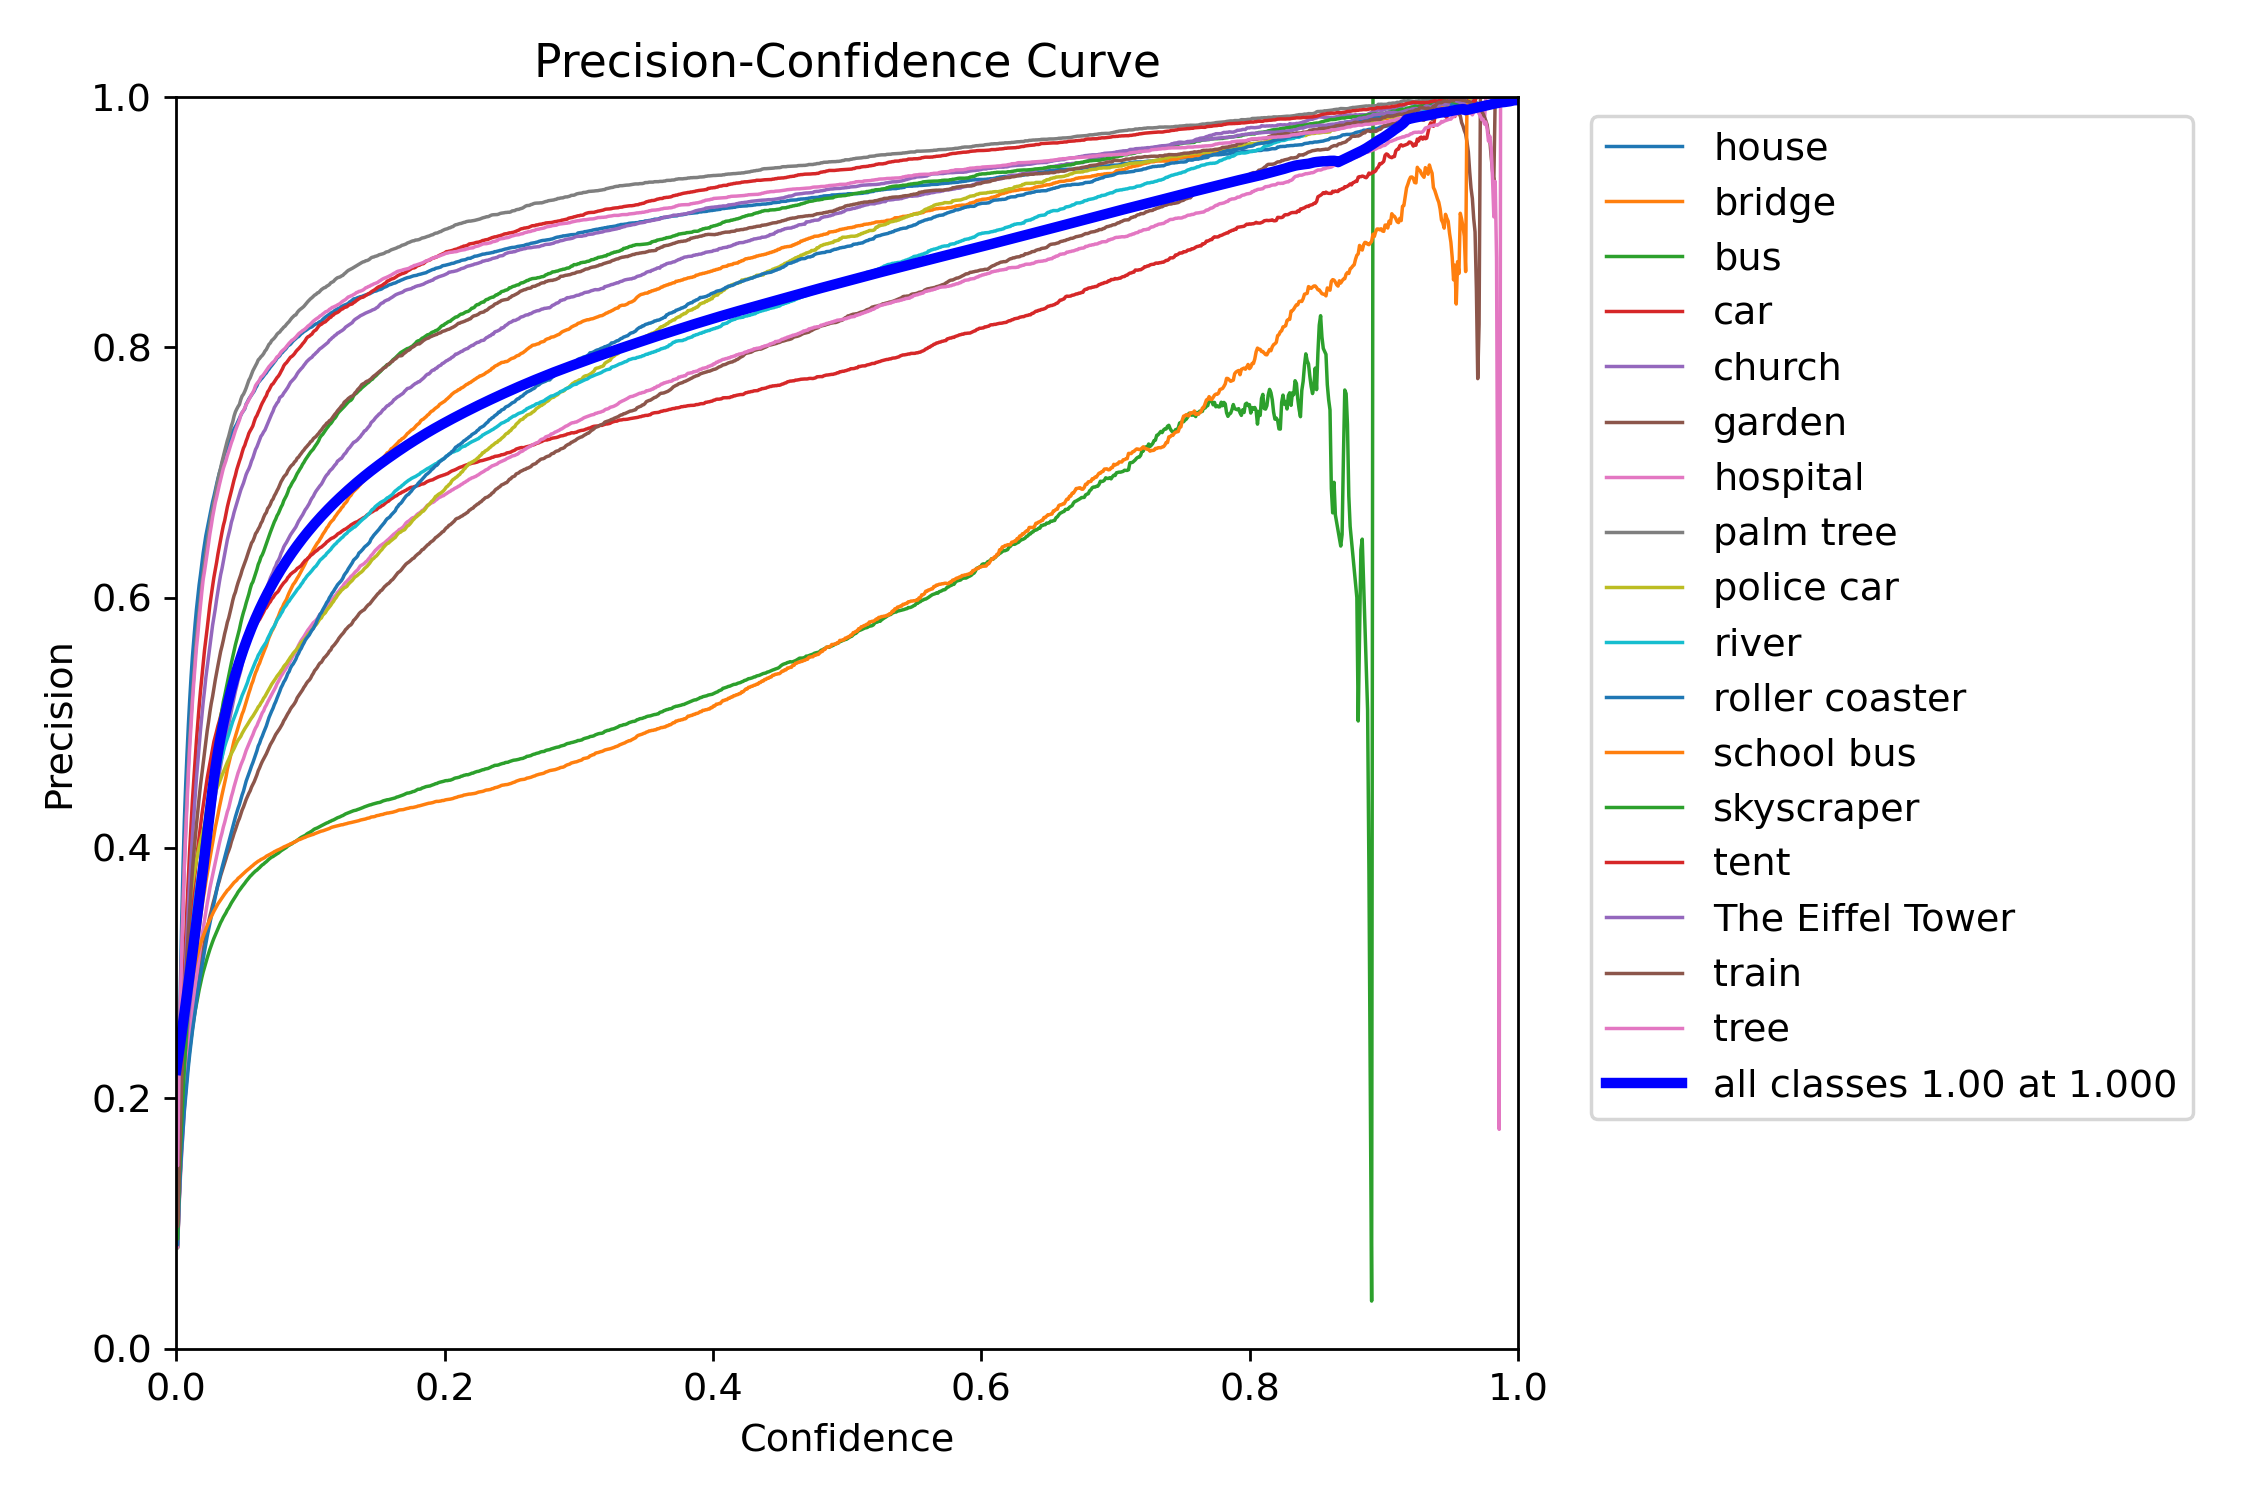 Precision-Confidence Curve
1.0
0.8
0.6
0.4
0.2
0.0
Precision
0.0 0.2 0.4 0.6 0.8 1.0
Confidence
house
bridge
bus
car
church
garden
hospital
palm tree
police car
river
roller coaster
school bus
skyscraper
tent
The Eiffel Tower
train
tree
all classes 1.00 at 1.000